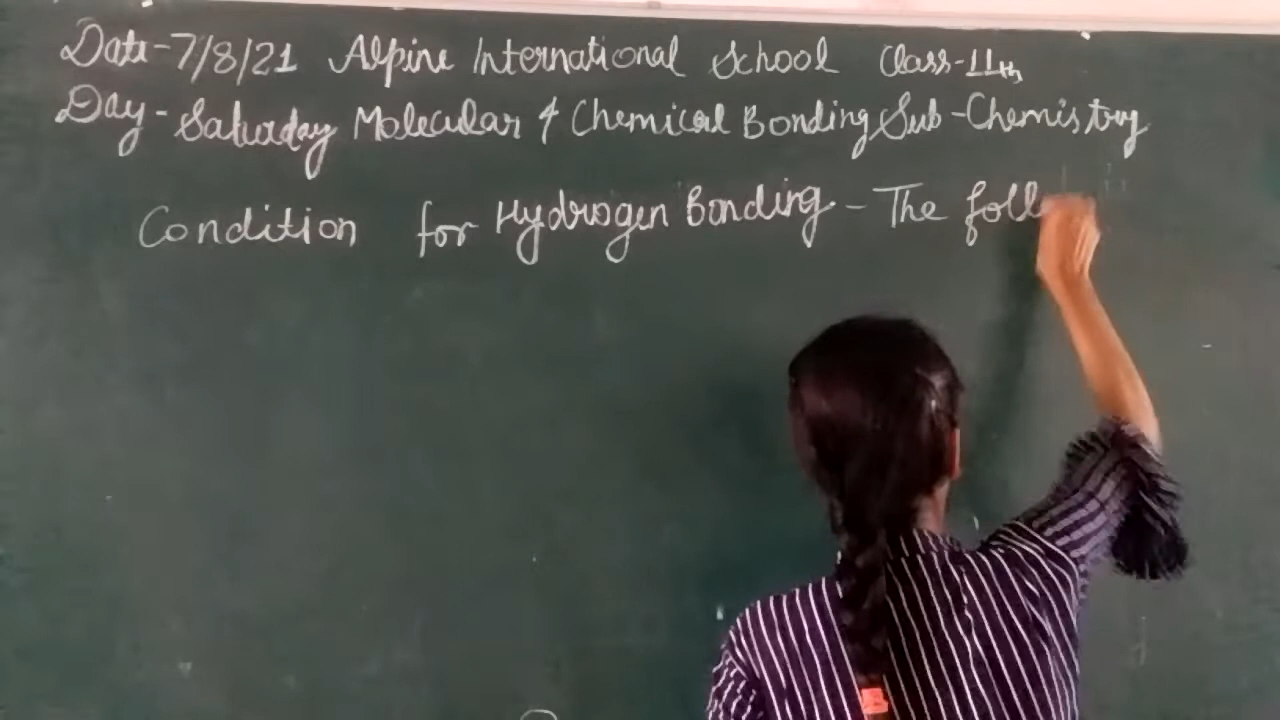 Date-7/8/21 Alpine International School Class-11th
Day-Saturday Molecular & Chemical Bonding Sub-Chemistry
Condition for Hydrogen Bonding - The foll